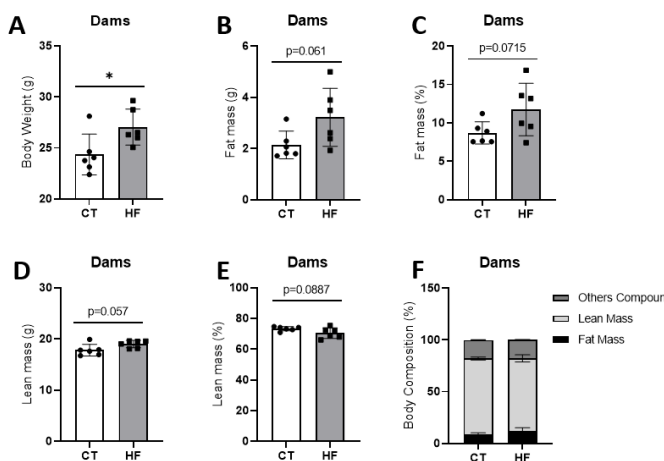 A
Dams
*
Body Weight (g)
35
30
25
20
CT
HF
B
Dams
p=0.061
Fat mass (g)
6
4
2
0
CT
HF
C
Dams
p=0.0715
Fat mass (%)
20
15
10
5
0
CT
HF
D
Dams
p=0.057
Lean mass (g)
30
20
10
0
CT
HF
E
Dams
p=0.0887
Lean mass (%)
100
80
60
40
20
0
CT
HF
F
Dams
Body Composition (%)
150
100
50
0
CT
HF
Others Compour
Lean Mass
Fat Mass